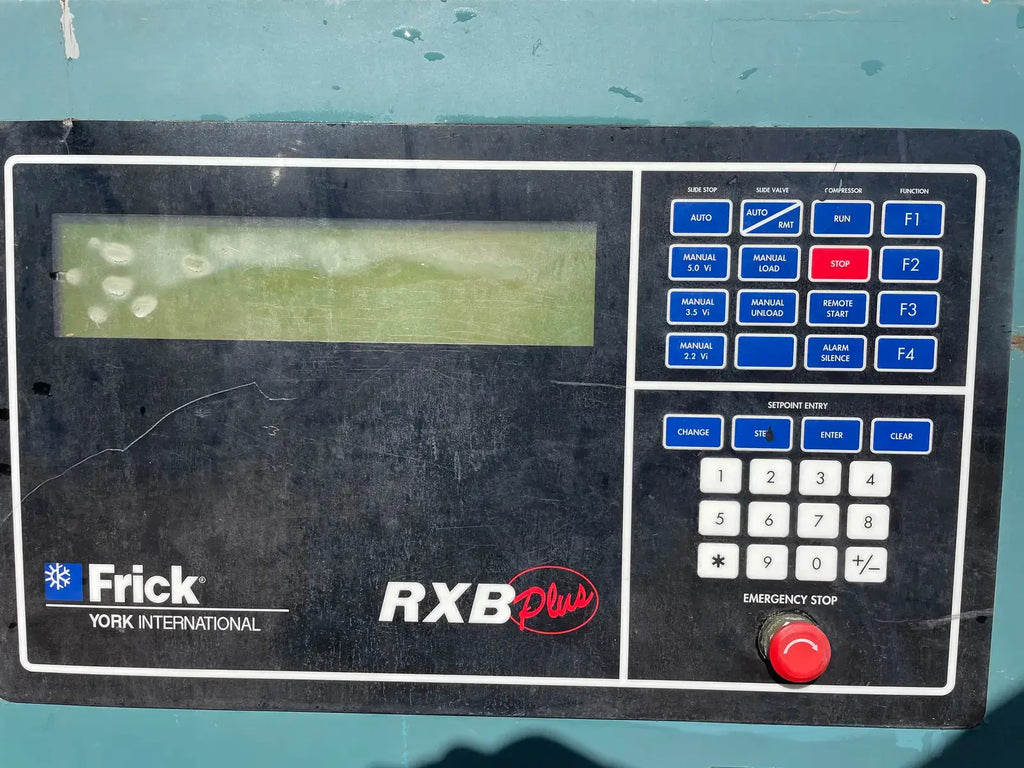 SLIDE STOP
SLIDE VALVE
COMPRESSOR
FUNCTION
AUTO
AUTO
RMT
RUN
F1
MANUAL
5.0 Vi
MANUAL
LOAD
STOP
F2
MANUAL
3.5 Vi
MANUAL
UNLOAD
REMOTE
START
F3
MANUAL
2.2 Vi
ALARM
SILENCE
F4
SETPOINT ENTRY
CHANGE
STEP
ENTER
CLEAR
1 2 3 4
5 6 7 8
* 9 0 +/-
EMERGENCY STOP
Frick®
YORK INTERNATIONAL
RXB Plus